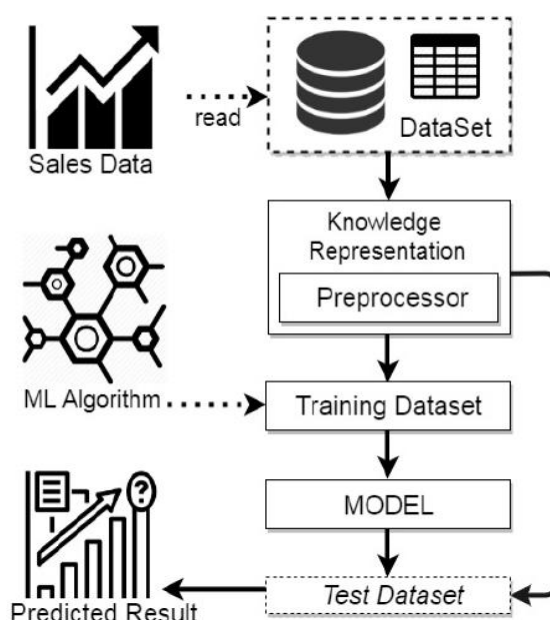 read
Sales Data
DataSet
Knowledge
Representation
Preprocessor
ML Algorithm
Training Dataset
MODEL
?
Test Dataset
Predicted Result